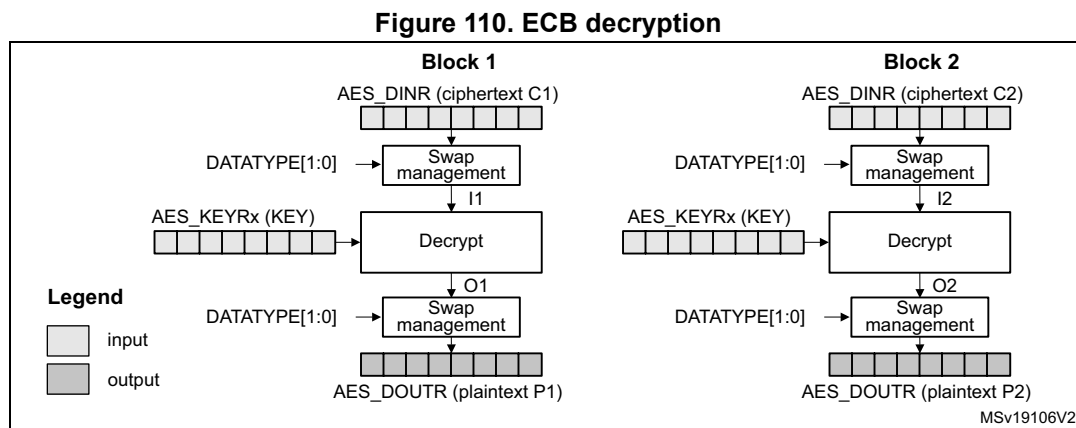 Figure 110. ECB decryption
Block 1
AES_DINR (ciphertext C1)
DATATYPE[1:0]
Swap
management
I1
AES_KEYRx (KEY)
Decrypt
O1
DATATYPE[1:0]
Swap
management
AES_DOUTR (plaintext P1)
Block 2
AES_DINR (ciphertext C2)
DATATYPE[1:0]
Swap
management
I2
AES_KEYRx (KEY)
Decrypt
O2
DATATYPE[1:0]
Swap
management
AES_DOUTR (plaintext P2)
Legend
input
output
MSv19106V2